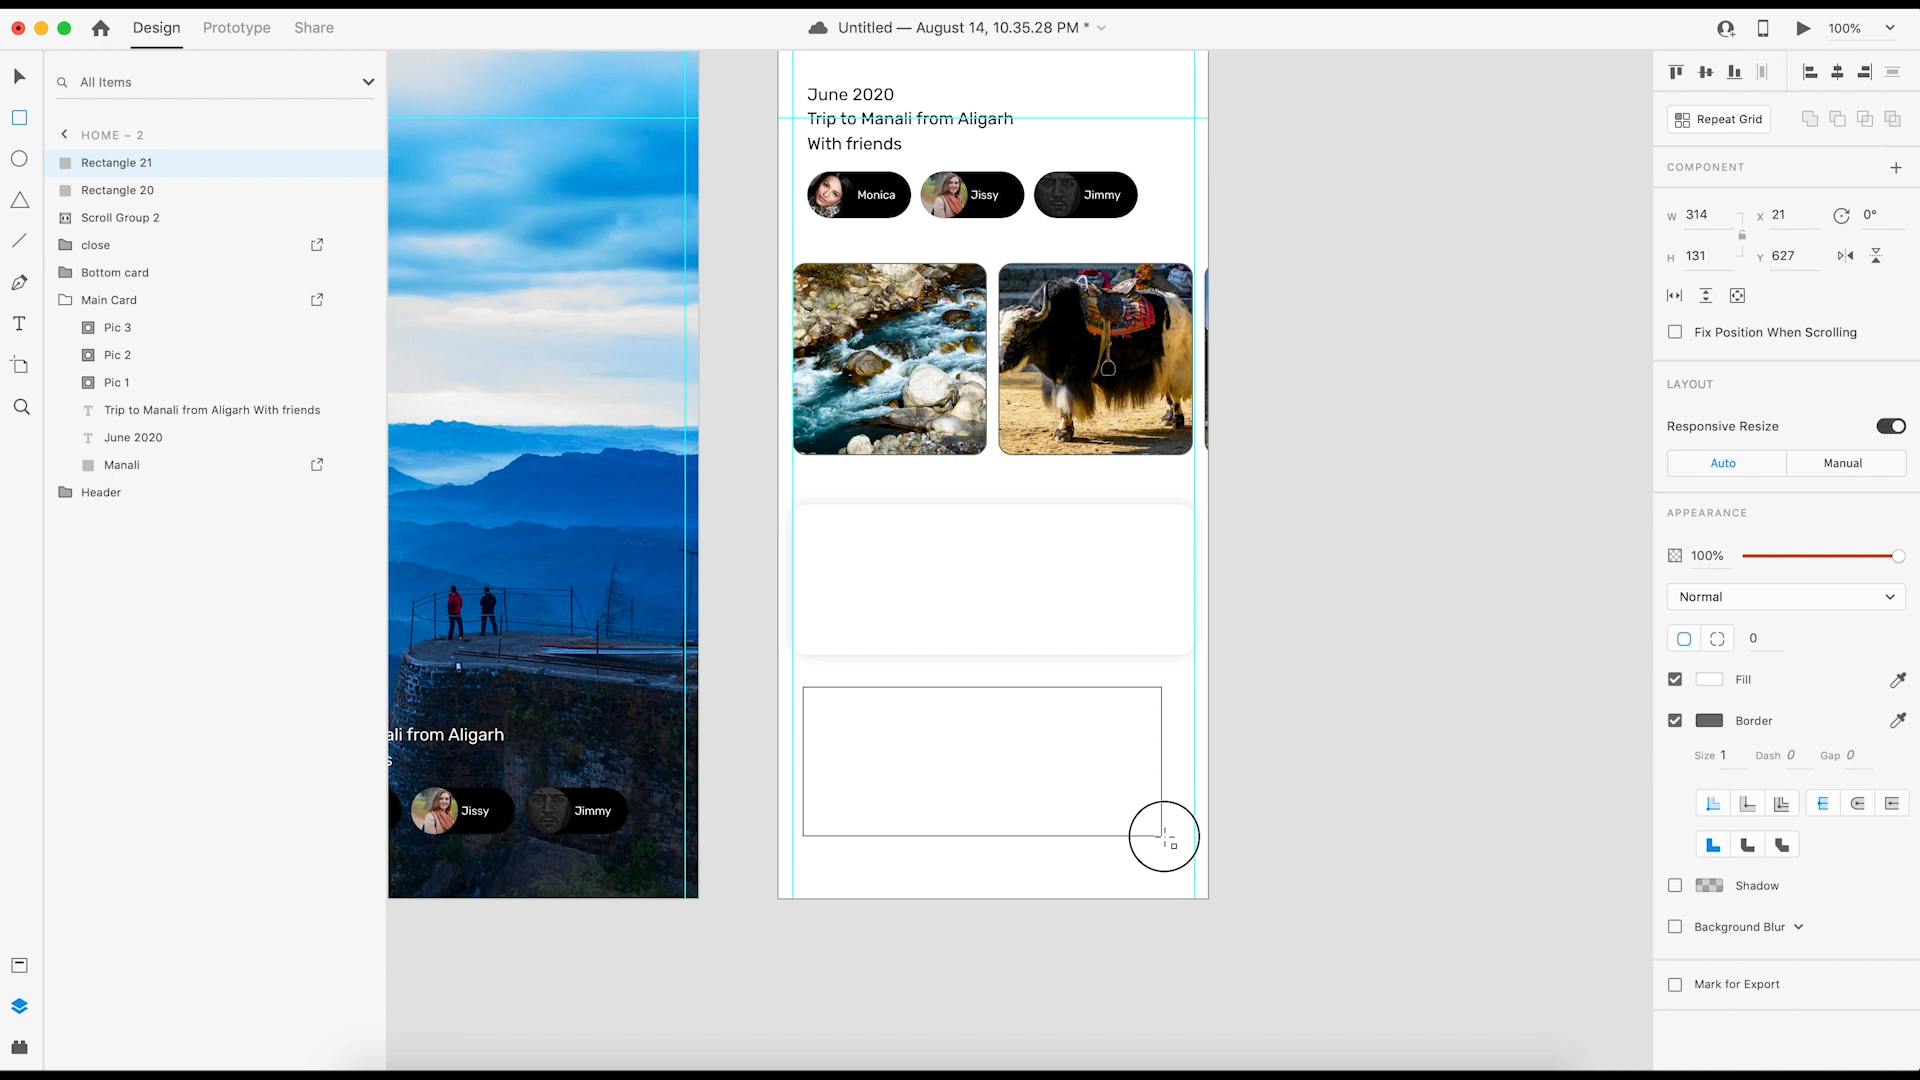 Design
Prototype
Share
Untitled — August 14, 10.35.28 PM *
100%
All Items
HOME – 2
Rectangle 21
Rectangle 20
Scroll Group 2
close
Bottom card
Main Card
Pic 3
Pic 2
Pic 1
Trip to Manali from Aligarh With friends
June 2020
Manali
Header
ali from Aligarh
s
Jissy
Jimmy
June 2020
Trip to Manali from Aligarh
With friends
Monica
Jissy
Jimmy
Repeat Grid
COMPONENT
W 314
X 21
0°
H 131
Y 627
Fix Position When Scrolling
LAYOUT
Responsive Resize
Auto
Manual
APPEARANCE
100%
Normal
0
Fill
Border
Size 1
Dash 0
Gap 0
Shadow
Background Blur
Mark for Export